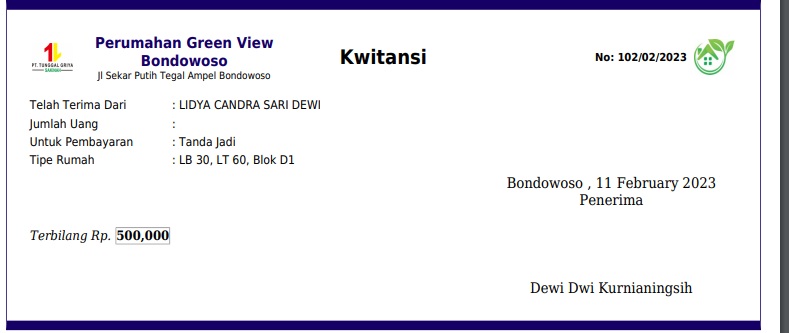 Perumahan Green View
Bondowoso
Jl Sekar Putih Tegal Ampel Bondowoso
PT. TUNGGAL GRIYA
Kwitansi
No: 102/02/2023
Telah Terima Dari : LIDYA CANDRA SARI DEWI
Jumlah Uang :
Untuk Pembayaran : Tanda Jadi
Tipe Rumah : LB 30, LT 60, Blok D1
Bondowoso , 11 February 2023
Penerima
Terbilang Rp. 500,000
Dewi Dwi Kurnianingsih